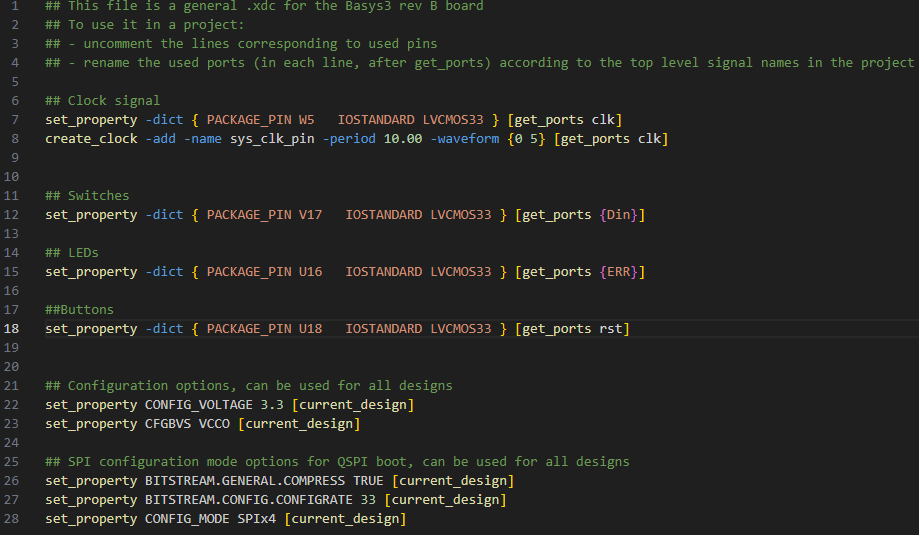 1 ## This file is a general .xdc for the Basys3 rev B board
2 ## To use it in a project:
3 ## - uncomment the lines corresponding to used pins
4 ## - rename the used ports (in each line, after get_ports) according to the top level signal names in the project
5
6 ## Clock signal
7 set_property -dict { PACKAGE_PIN W5   IOSTANDARD LVCMOS33 } [get_ports clk]
8 create_clock -add -name sys_clk_pin -period 10.00 -waveform {0 5} [get_ports clk]
9
10
11 ## Switches
12 set_property -dict { PACKAGE_PIN V17   IOSTANDARD LVCMOS33 } [get_ports {Din}]
13
14 ## LEDs
15 set_property -dict { PACKAGE_PIN U16   IOSTANDARD LVCMOS33 } [get_ports {ERR}]
16
17 ##Buttons
18 set_property -dict { PACKAGE_PIN U18   IOSTANDARD LVCMOS33 } [get_ports rst]
19
20
21 ## Configuration options, can be used for all designs
22 set_property CONFIG_VOLTAGE 3.3 [current_design]
23 set_property CFGBVS VCCO [current_design]
24
25 ## SPI configuration mode options for QSPI boot, can be used for all designs
26 set_property BITSTREAM.GENERAL.COMPRESS TRUE [current_design]
27 set_property BITSTREAM.CONFIG.CONFIGRATE 33 [current_design]
28 set_property CONFIG_MODE SPIx4 [current_design]